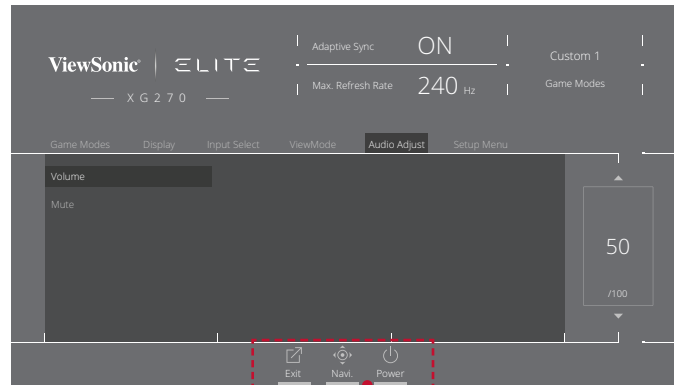 Adaptive Sync ON
Custom 1
ViewSonic® ELITE
Max. Refresh Rate 240 Hz
Game Modes
XG270
Game Modes Display Input Select ViewMode Audio Adjust Setup Menu
Volume
Mute
50
/100
Exit Navi. Power